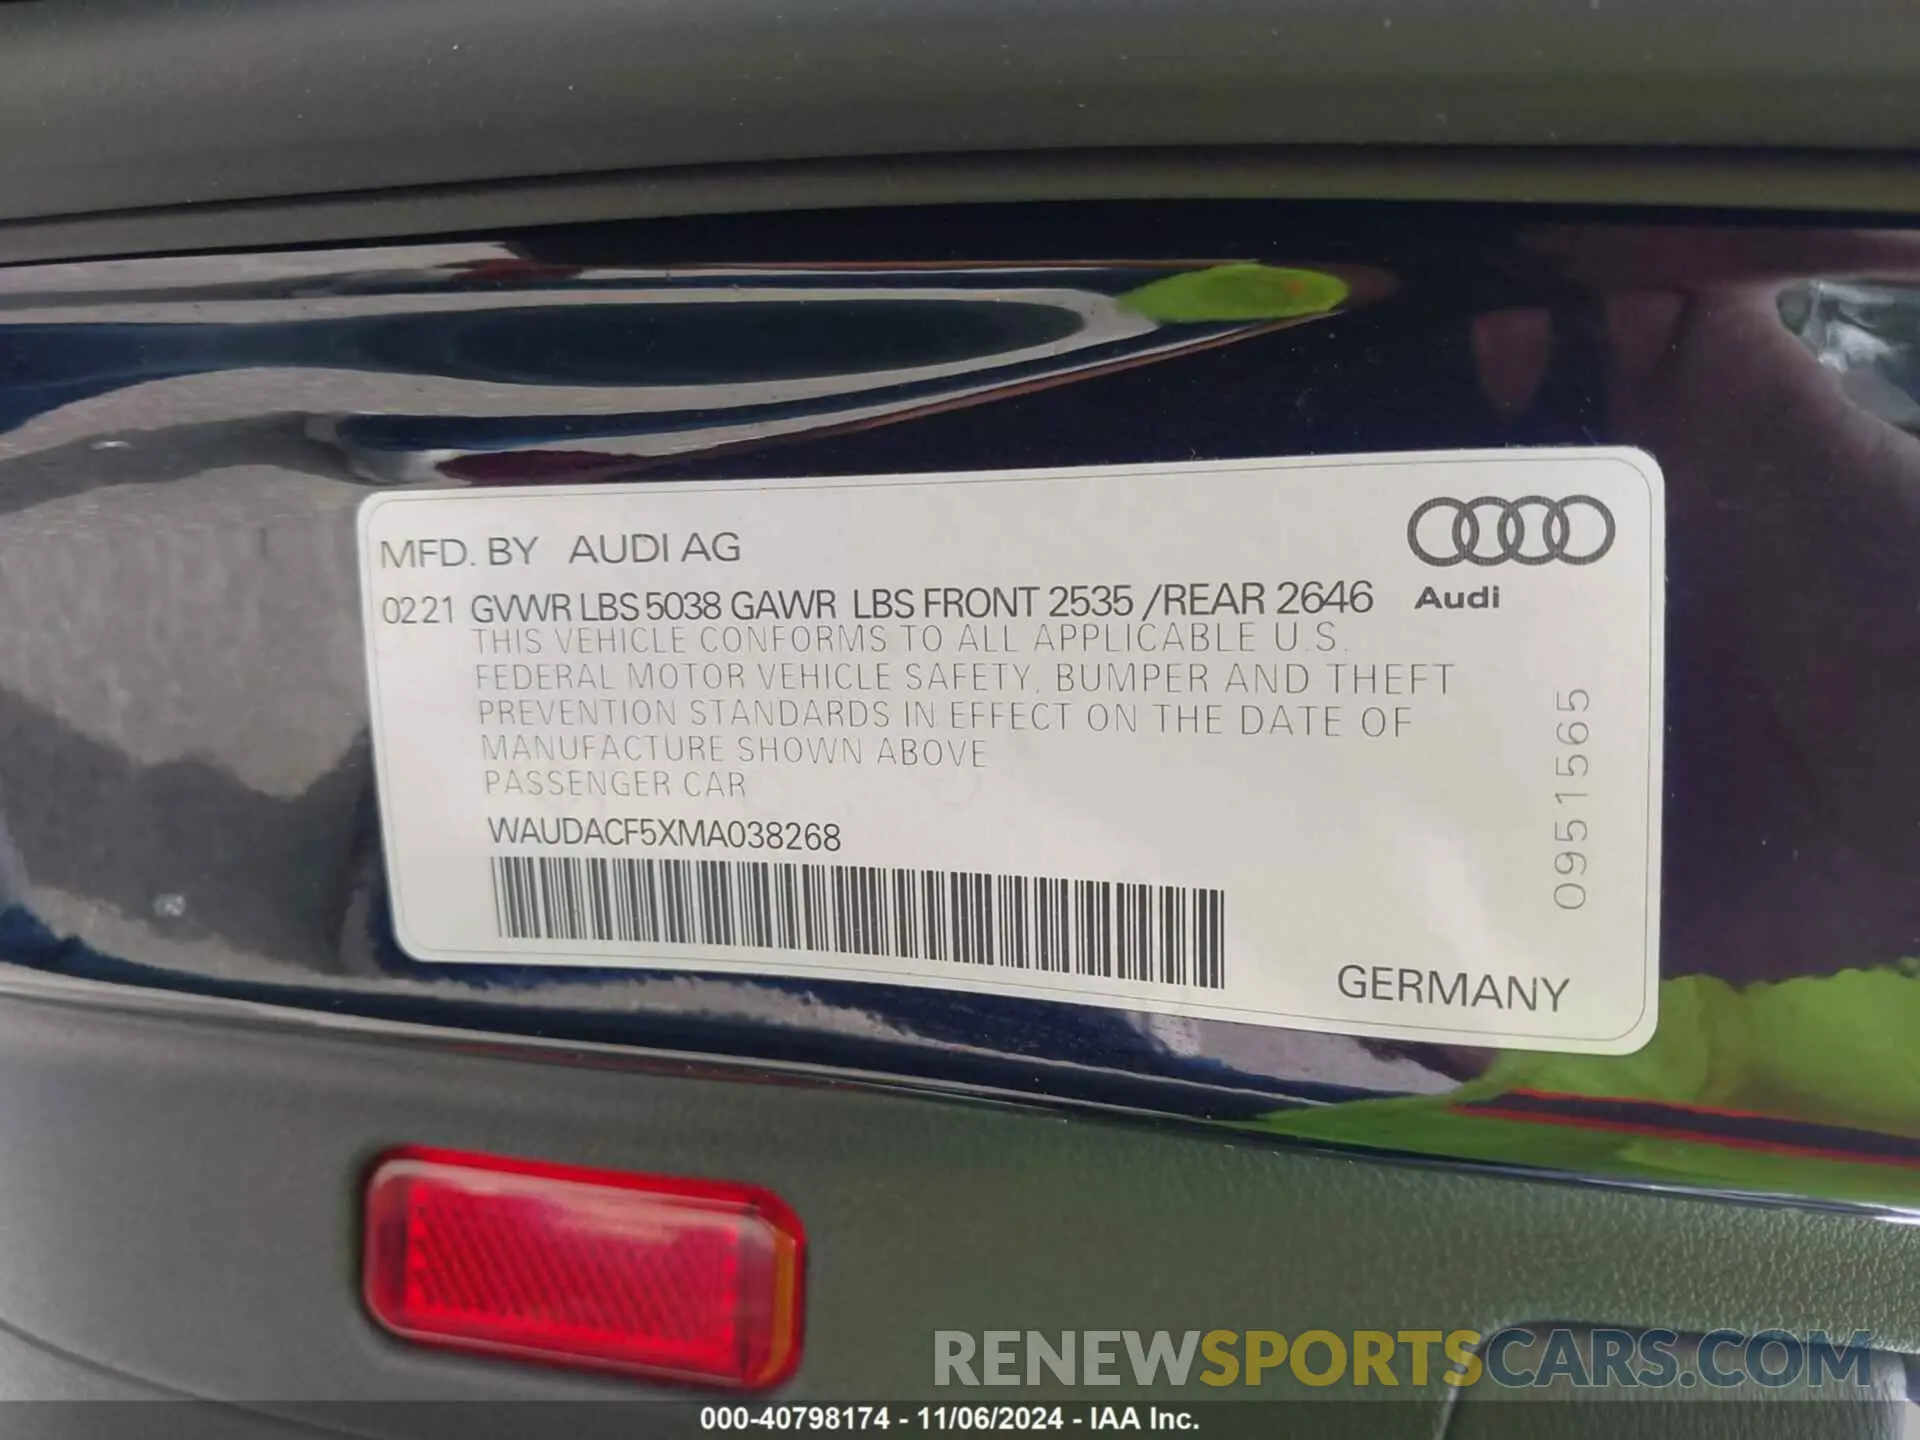 MFD. BY AUDI AG
Audi
0221 GVWR LBS 5038 GAWR LBS FRONT 2535 /REAR 2646
THIS VEHICLE CONFORMS TO ALL APPLICABLE U.S.
FEDERAL MOTOR VEHICLE SAFETY, BUMPER AND THEFT
PREVENTION STANDARDS IN EFFECT ON THE DATE OF
MANUFACTURE SHOWN ABOVE
PASSENGER CAR
WAUDACF5XMA038268
0951565
GERMANY
RENEWSPORTSCARS.COM
000-40798174 - 11/06/2024 - IAA Inc.